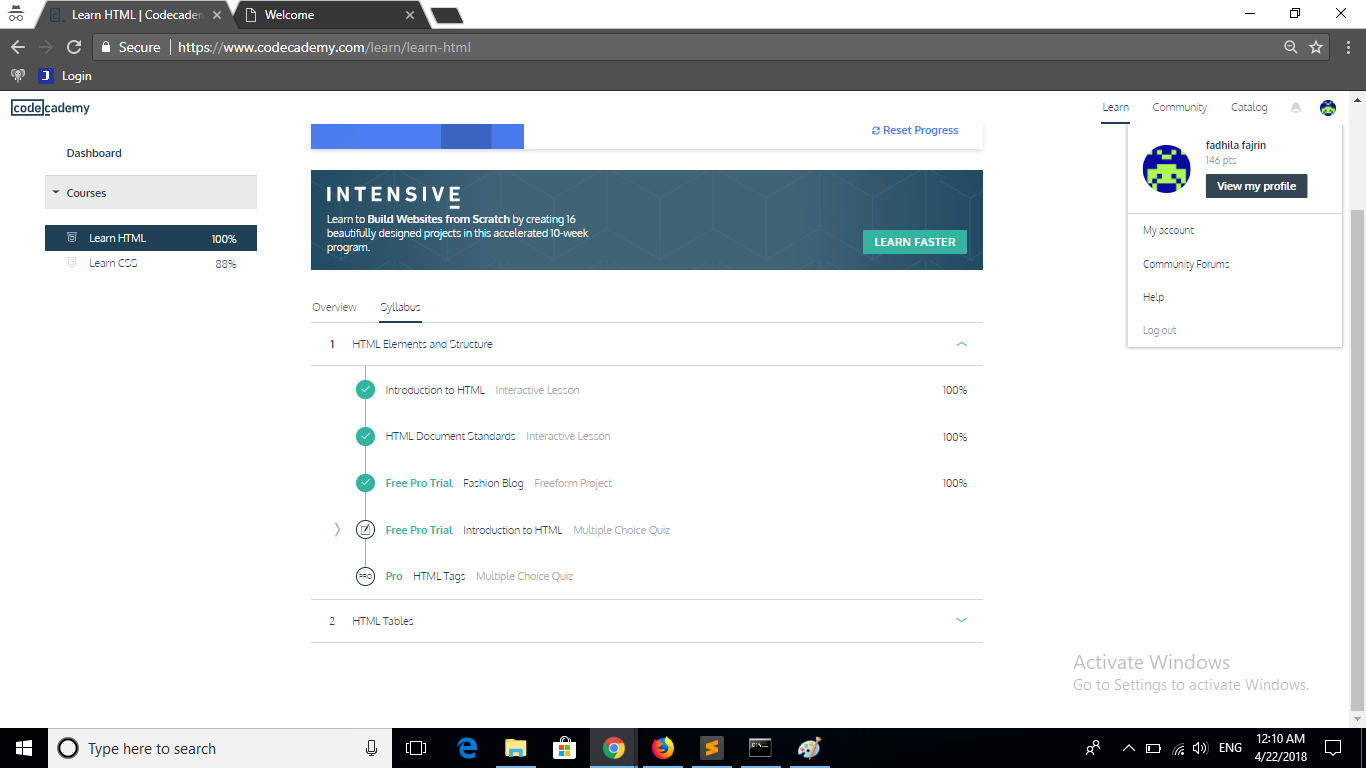 Learn HTML | Codecadem
Welcome
Secure
https://www.codecademy.com/learn/learn-html
J
Login
codecademy
Learn
Community
Catalog
Dashboard
Courses
Learn HTML 100%
Learn CSS 88%
Reset Progress
INTENSIVE
Learn to Build Websites from Scratch by creating 16
beautifully designed projects in this accelerated 10-week
program.
LEARN FASTER
Overview
Syllabus
1 HTML Elements and Structure
Introduction to HTML Interactive Lesson 100%
HTML Document Standards Interactive Lesson 100%
Free Pro Trial Fashion Blog Freeform Project 100%
Free Pro Trial Introduction to HTML Multiple Choice Quiz
PRO Pro HTML Tags Multiple Choice Quiz
2 HTML Tables
fadhila fajrin
146 pts
View my profile
My account
Community Forums
Help
Log out
Activate Windows
Go to Settings to activate Windows.
Type here to search
ENG
12:10 AM
4/22/2018